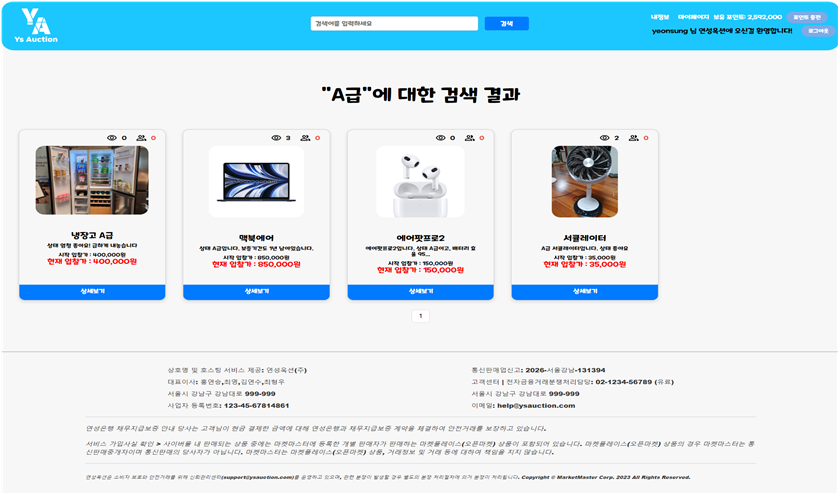 YA
Ys Auction
검색어를 입력하세요
검색
내정보 마이페이지 보유 포인트: 2,592,000 포인트 충전
yeonsung 님 연성옥션에 오신걸 환영합니다! 로그아웃
"A급"에 대한 검색 결과
0 0
냉장고 A급
상태 엄청 좋아요! 급하게 내놓습니다
시작 입찰가 : 400,000원
현재 입찰가 : 400,000원
상세보기
3 0
맥북에어
상태 A급입니다. 보증기간도 1년 남아있습니다.
시작 입찰가 : 850,000원
현재 입찰가 : 850,000원
상세보기
0 0
에어팟프로2
에어팟프로2입니다, 상태 A급이고, 배터리 효
율 95...
시작 입찰가 : 150,000원
현재 입찰가 : 150,000원
상세보기
2 0
서큘레이터
A급 서큘레이터입니다. 상태 좋아요
시작 입찰가 : 35,000원
현재 입찰가 : 35,000원
상세보기
1
상호명 및 호스팅 서비스 제공: 연성옥션(주)
대표이사: 홍연승,최명,김연수,최형우
서울시 강남구 강남대로 999-999
사업자 등록번호: 123-45-67814861
통신판매업신고: 2026-서울강남-131394
고객센터 | 전자금융거래분쟁처리담당: 02-1234-56789 (유료)
서울시 강남구 강남대로 999-999
이메일: help@ysauction.com
연성은행 채무지급보증 안내 당사는 고객님이 현금 결제한 금액에 대해 연성은행과 채무지급보증 계약을 체결하여 안전거래를 보장하고 있습니다.
서비스 가입사실 확인 > 사이버몰 내 판매되는 상품 중에는 마켓마스터에 등록한 개별 판매자가 판매하는 마켓플레이스(오픈마켓) 상품이 포함되어 있습니다. 마켓플레이스(오픈마켓) 상품의 경우 마켓마스터는 통
신판매중개자이며 통신판매의 당사자가 아닙니다. 마켓마스터는 마켓플레이스(오픈마켓) 상품, 거래정보 및 거래 등에 대하여 책임을 지지 않습니다.
연성옥션은 소비자 보호와 안전거래를 위해 신뢰관리센터(support@ysauction.com)를 운영하고 있으며, 관련 분쟁이 발생할 경우 별도의 분쟁 처리절차에 의거 분쟁이 처리됩니다. Copyright © MarketMaster Corp. 2023 All Rights Reserved.